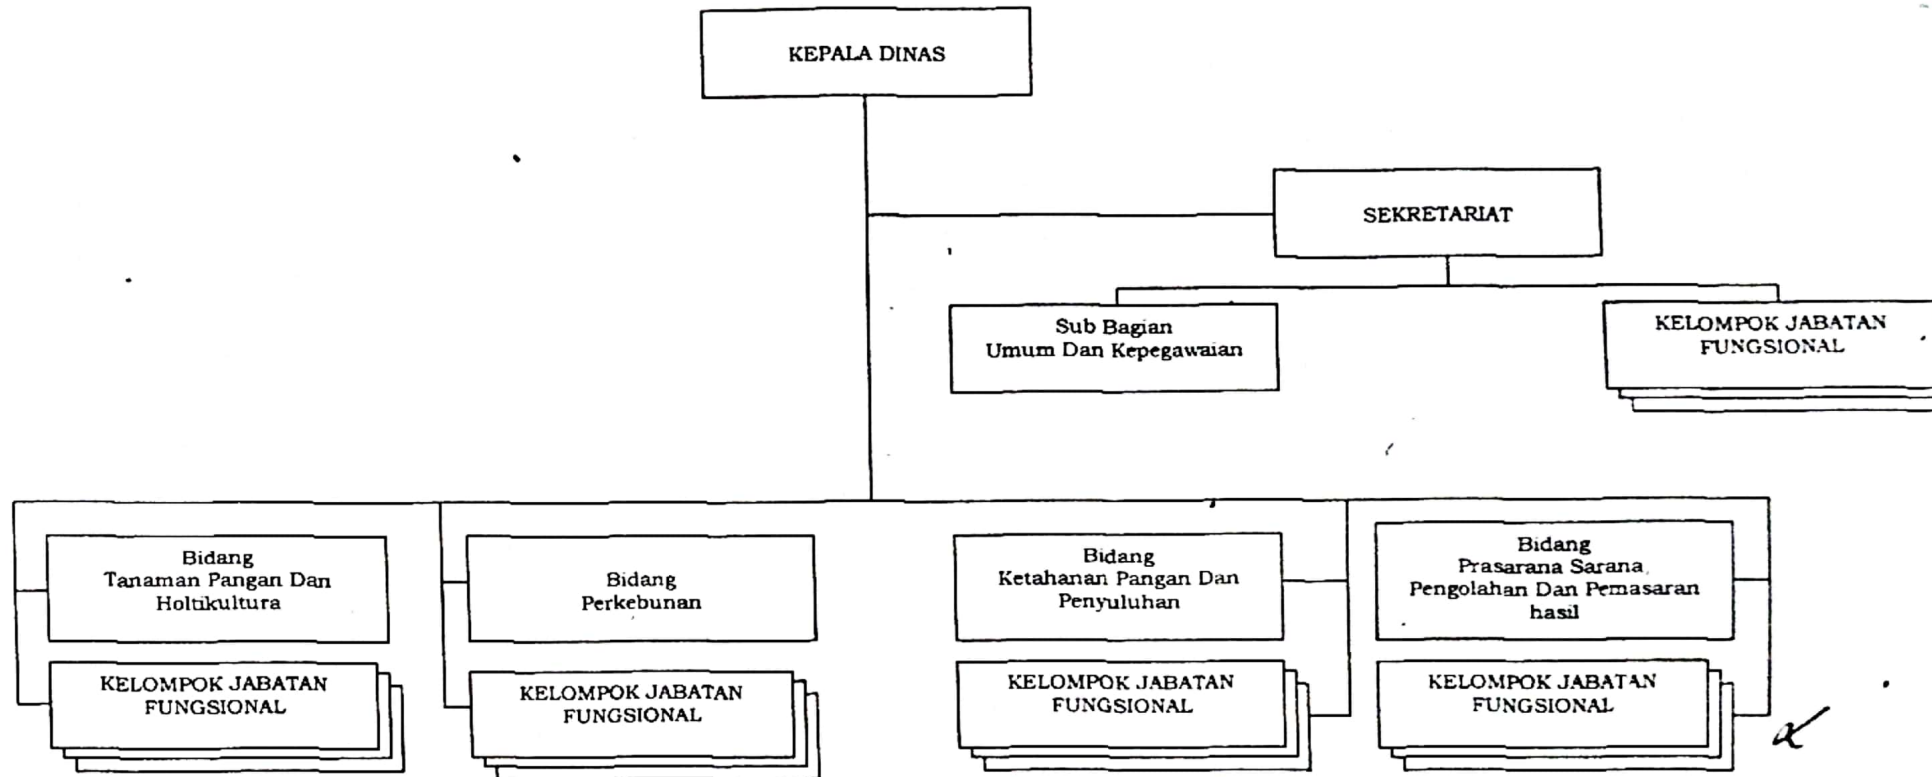 KEPALA DINAS
SEKRETARIAT
Sub Bagian
Umum Dan Kepegawaian
KELOMPOK JABATAN
FUNGSIONAL
Bidang
Tanaman Pangan Dan
Holtikultura
Bidang
Perkebunan
Bidang
Ketahanan Pangan Dan
Penyuluhan
Bidang
Prasarana Sarana,
Pengolahan Dan Pemasaran
hasil
KELOMPOK JABATAN
FUNGSIONAL
KELOMPOK JABATAN
FUNGSIONAL
KELOMPOK JABATAN
FUNGSIONAL
KELOMPOK JABATAN
FUNGSIONAL